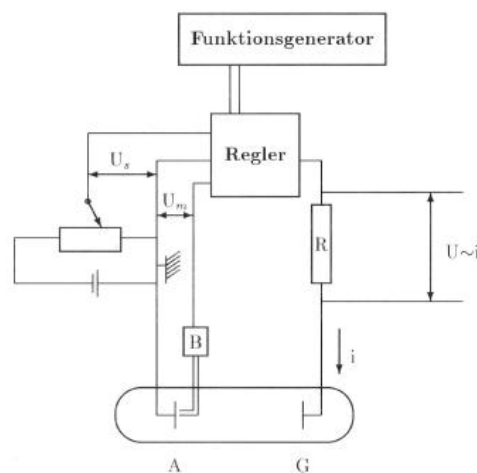 Funktionsgenerator
Regler
U_s
U_m
R
U~i
B
i
A G